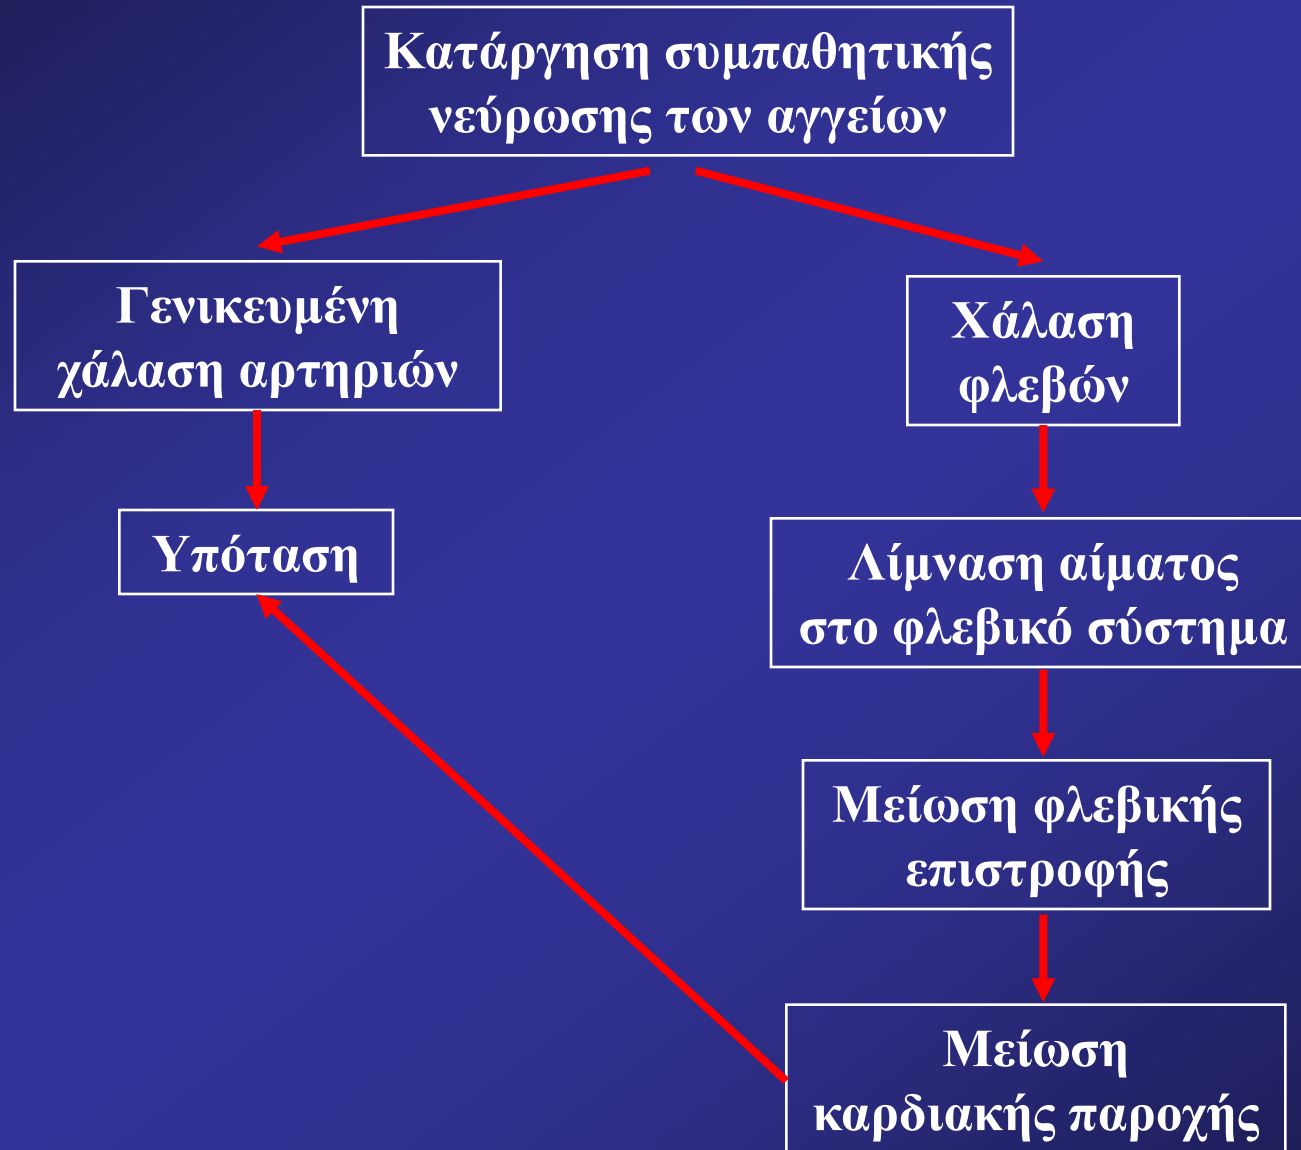 Κατάργηση συμπαθητικής
νεύρωσης των αγγείων
Γενικευμένη
χάλαση αρτηριών
Χάλαση
φλεβών
Υπόταση
Λίμναση αίματος
στο φλεβικό σύστημα
Μείωση φλεβικής
επιστροφής
Μείωση
καρδιακής παροχής